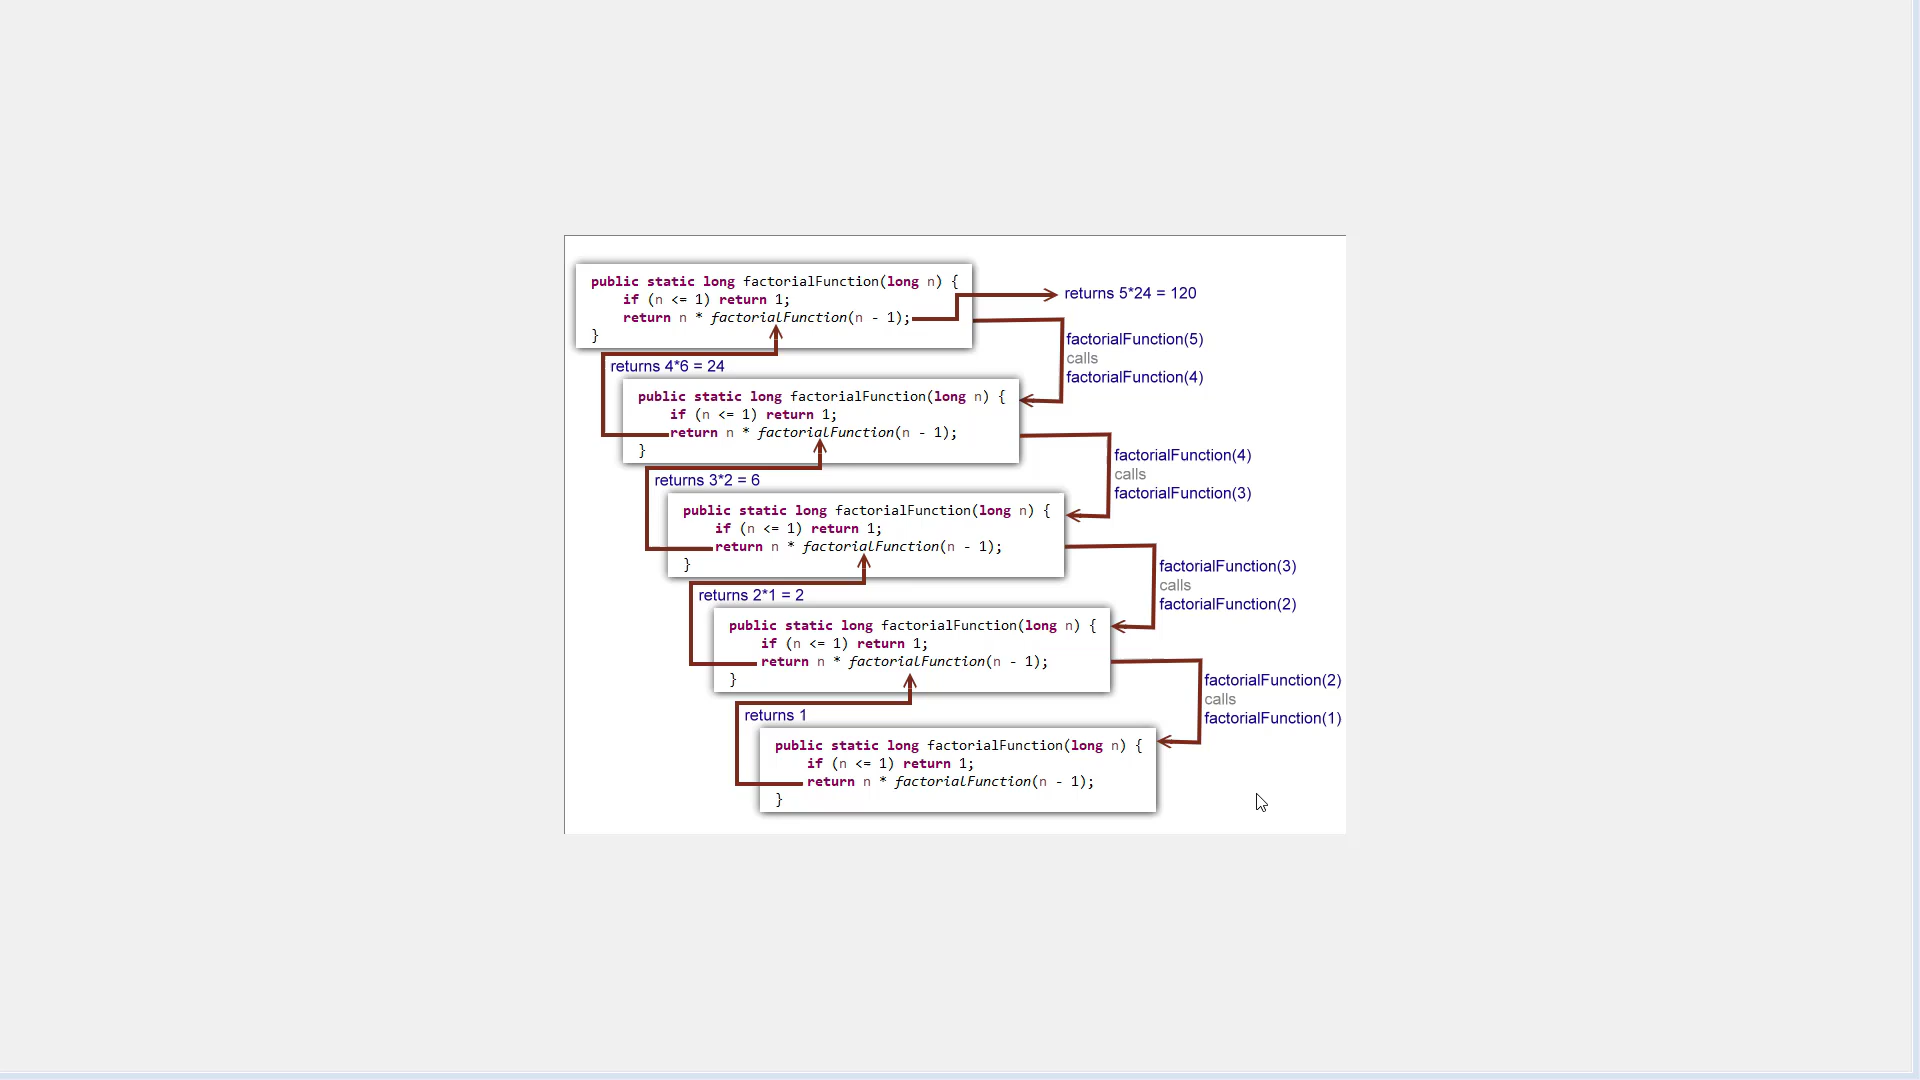 public static long factorialFunction(long n) {
if (n <= 1) return 1;
return n * factorialFunction(n - 1);
}
returns 5*24 = 120
factorialFunction(5)
calls
factorialFunction(4)
returns 4*6 = 24
public static long factorialFunction(long n) {
if (n <= 1) return 1;
return n * factorialFunction(n - 1);
}
factorialFunction(4)
calls
factorialFunction(3)
returns 3*2 = 6
public static long factorialFunction(long n) {
if (n <= 1) return 1;
return n * factorialFunction(n - 1);
}
factorialFunction(3)
calls
factorialFunction(2)
returns 2*1 = 2
public static long factorialFunction(long n) {
if (n <= 1) return 1;
return n * factorialFunction(n - 1);
}
factorialFunction(2)
calls
factorialFunction(1)
returns 1
public static long factorialFunction(long n) {
if (n <= 1) return 1;
return n * factorialFunction(n - 1);
}